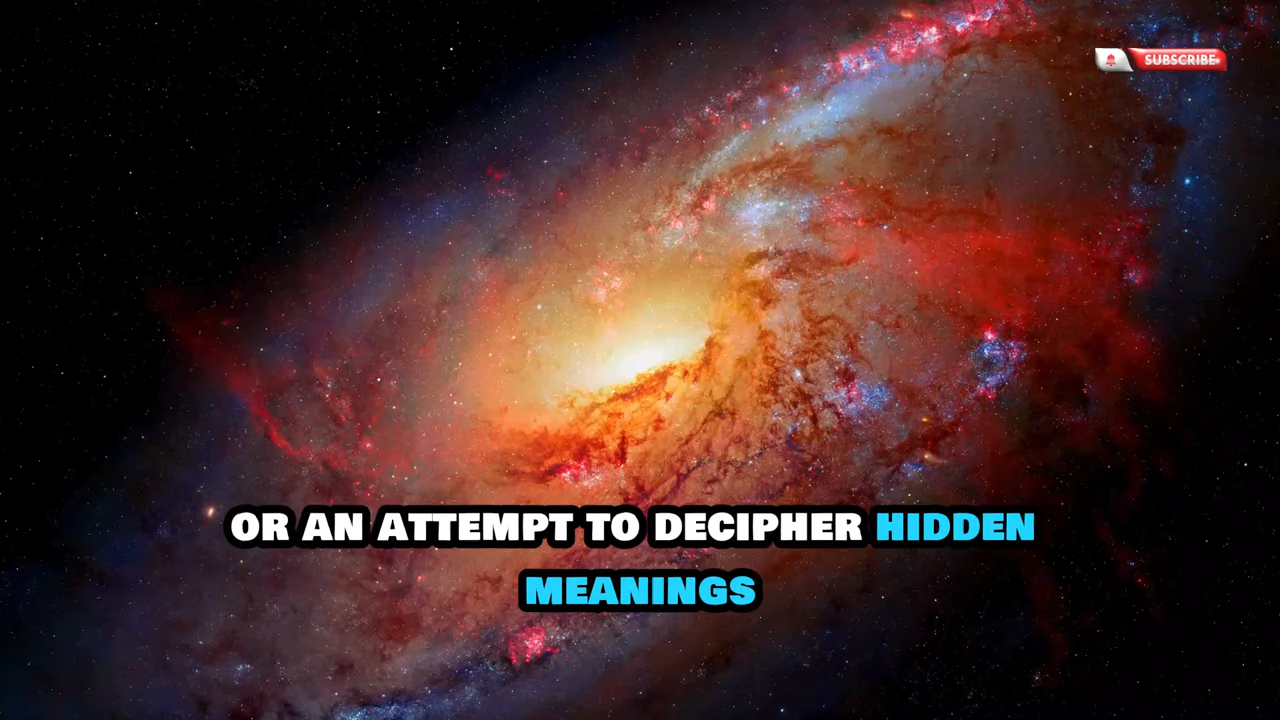 SUBSCRIBE
OR AN ATTEMPT TO DECIPHER HIDDEN
MEANINGS